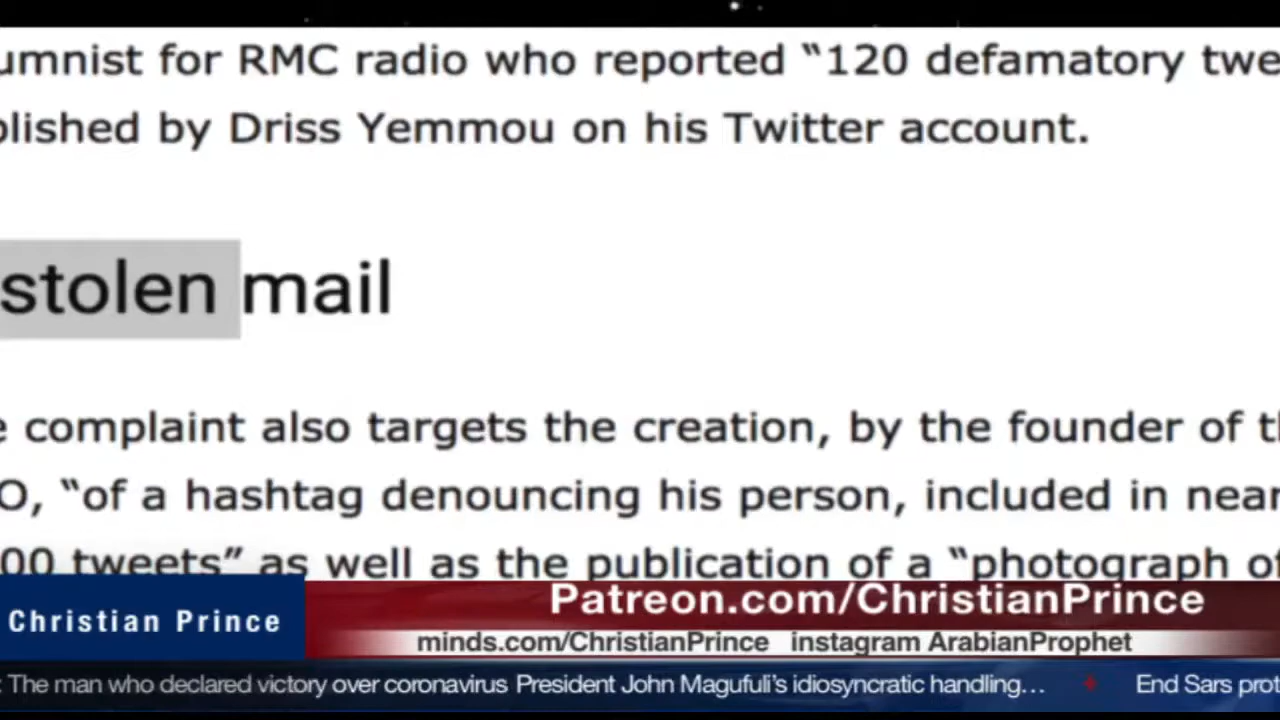 umnist for RMC radio who reported “120 defamatory twe
blished by Driss Yemmou on his Twitter account.
stolen mail
e complaint also targets the creation, by the founder of th
O, “of a hashtag denouncing his person, included in near
00 tweets” as well as the publication of a “photograph of
Christian Prince
Patreon.com/ChristianPrince
minds.com/ChristianPrince instagram ArabianProphet
: The man who declared victory over coronavirus President John Magufuli’s idiosyncratic handling... End Sars prot